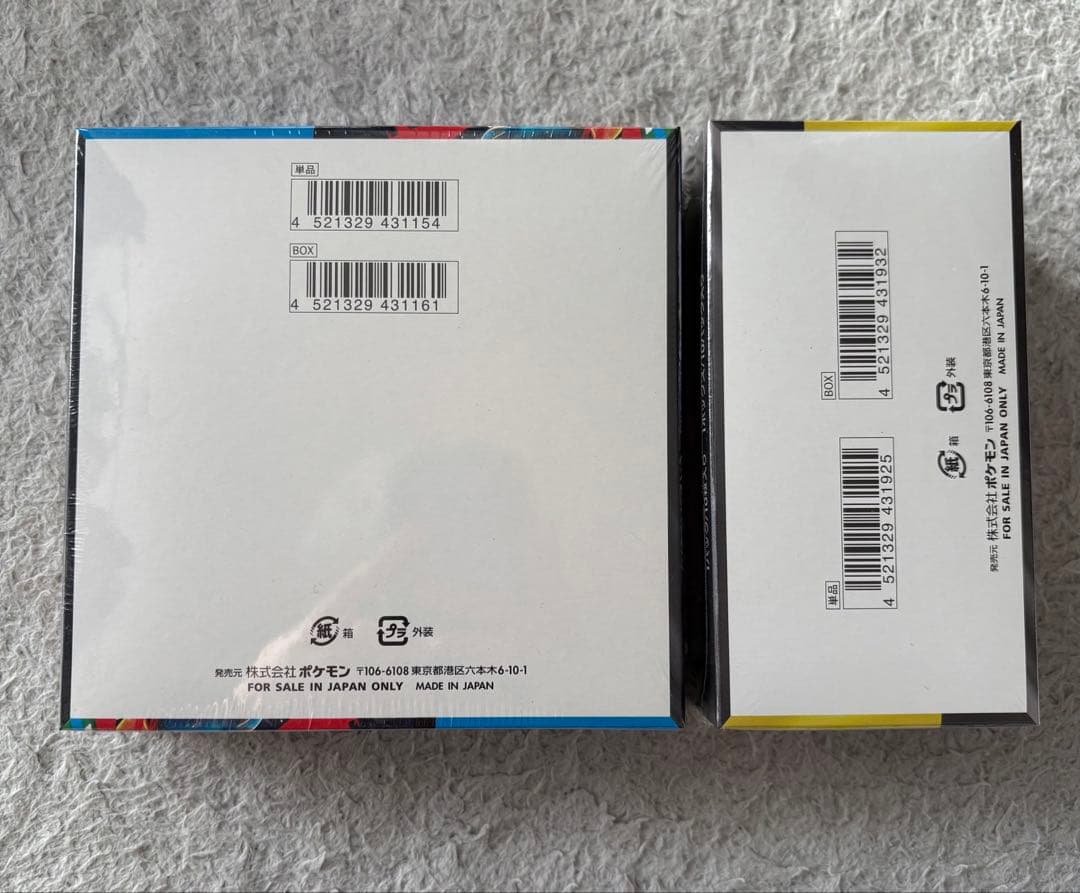 単品
4 521329 431154
BOX
4 521329 431161
紙 箱 プラ 外装
発売元 株式会社ポケモン 〒106-6108 東京都港区六本木6-10-1
FOR SALE IN JAPAN ONLY MADE IN JAPAN
単品
4 521329 431925
BOX
4 521329 431932
紙 箱 プラ 外装
発売元 株式会社ポケモン 〒106-6108 東京都港区六本木6-10-1
FOR SALE IN JAPAN ONLY MADE IN JAPAN